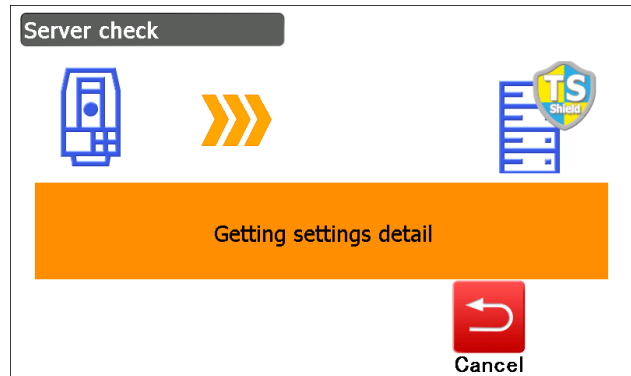 Server check
TS
Shield
Getting settings detail
Cancel